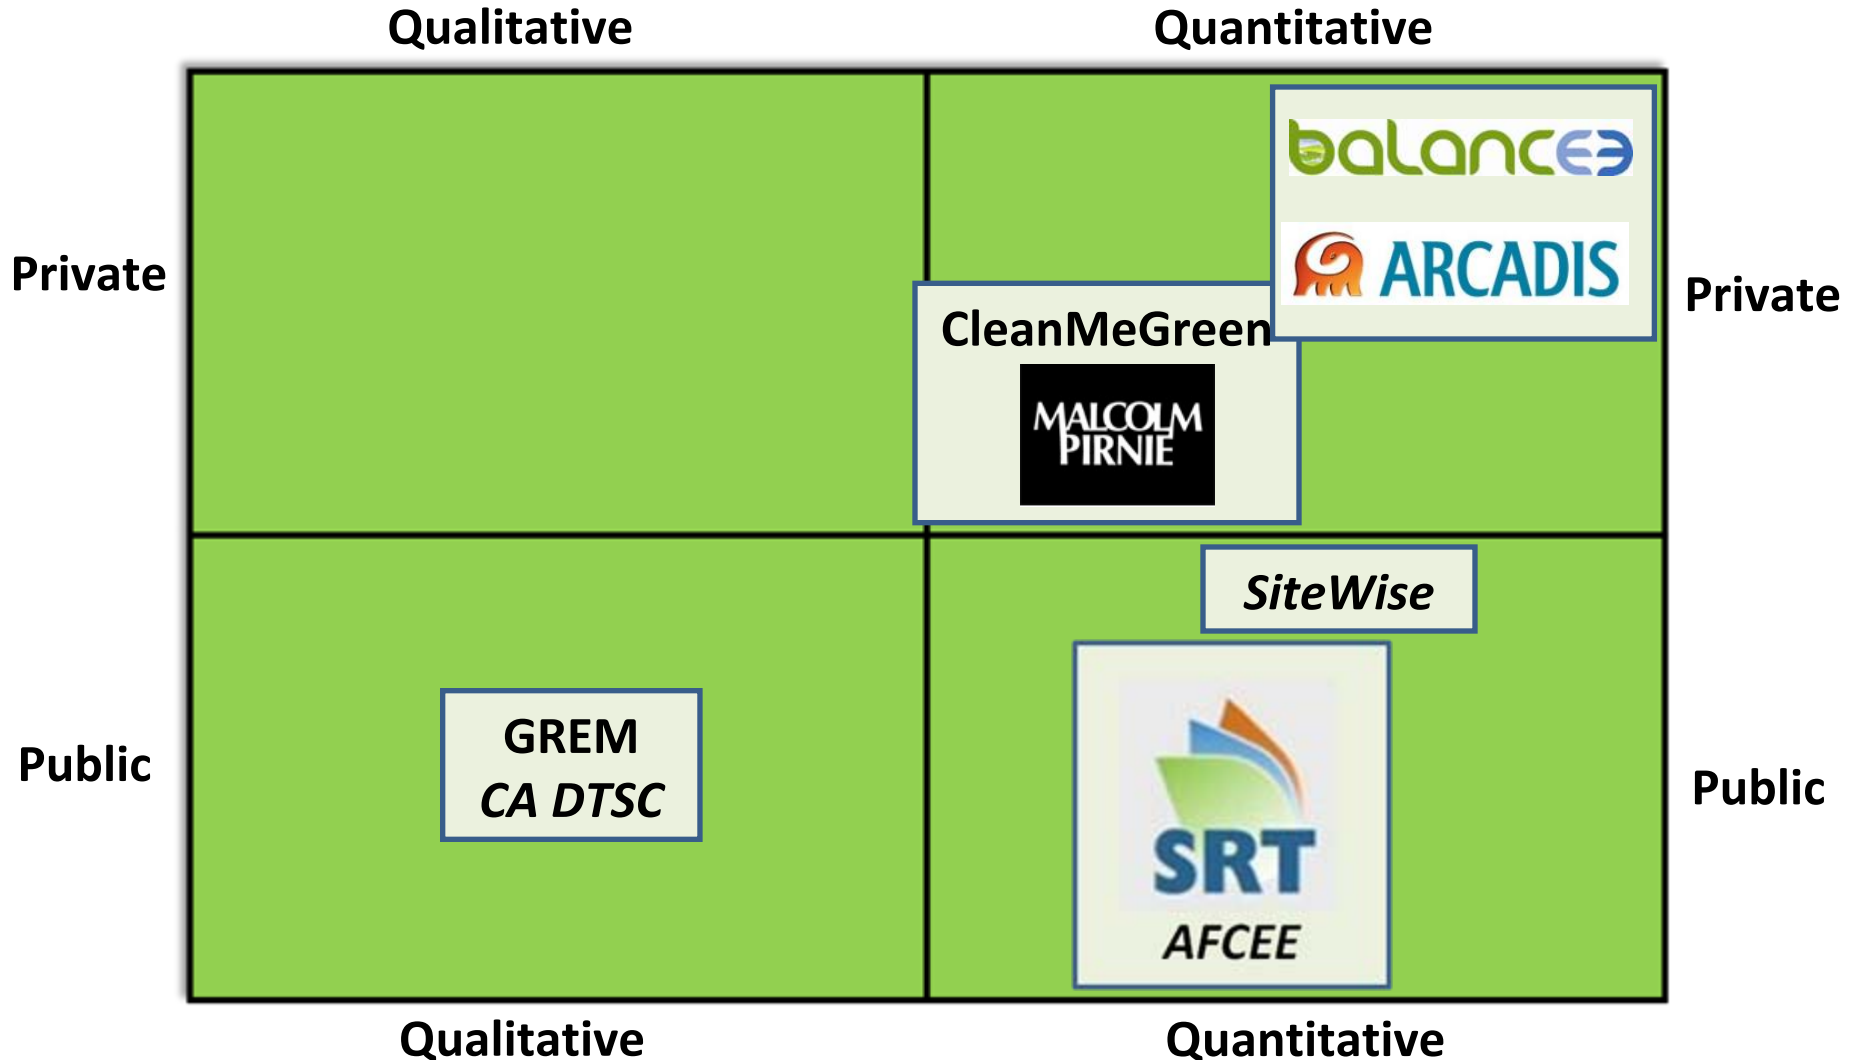 Qualitative
Quantitative
balancE3
ARCADIS
Private
Private
CleanMeGreen
MALCOLM
PIRNIE
SiteWise
GREM
CA DTSC
Public
Public
SRT
AFCEE
Qualitative
Quantitative